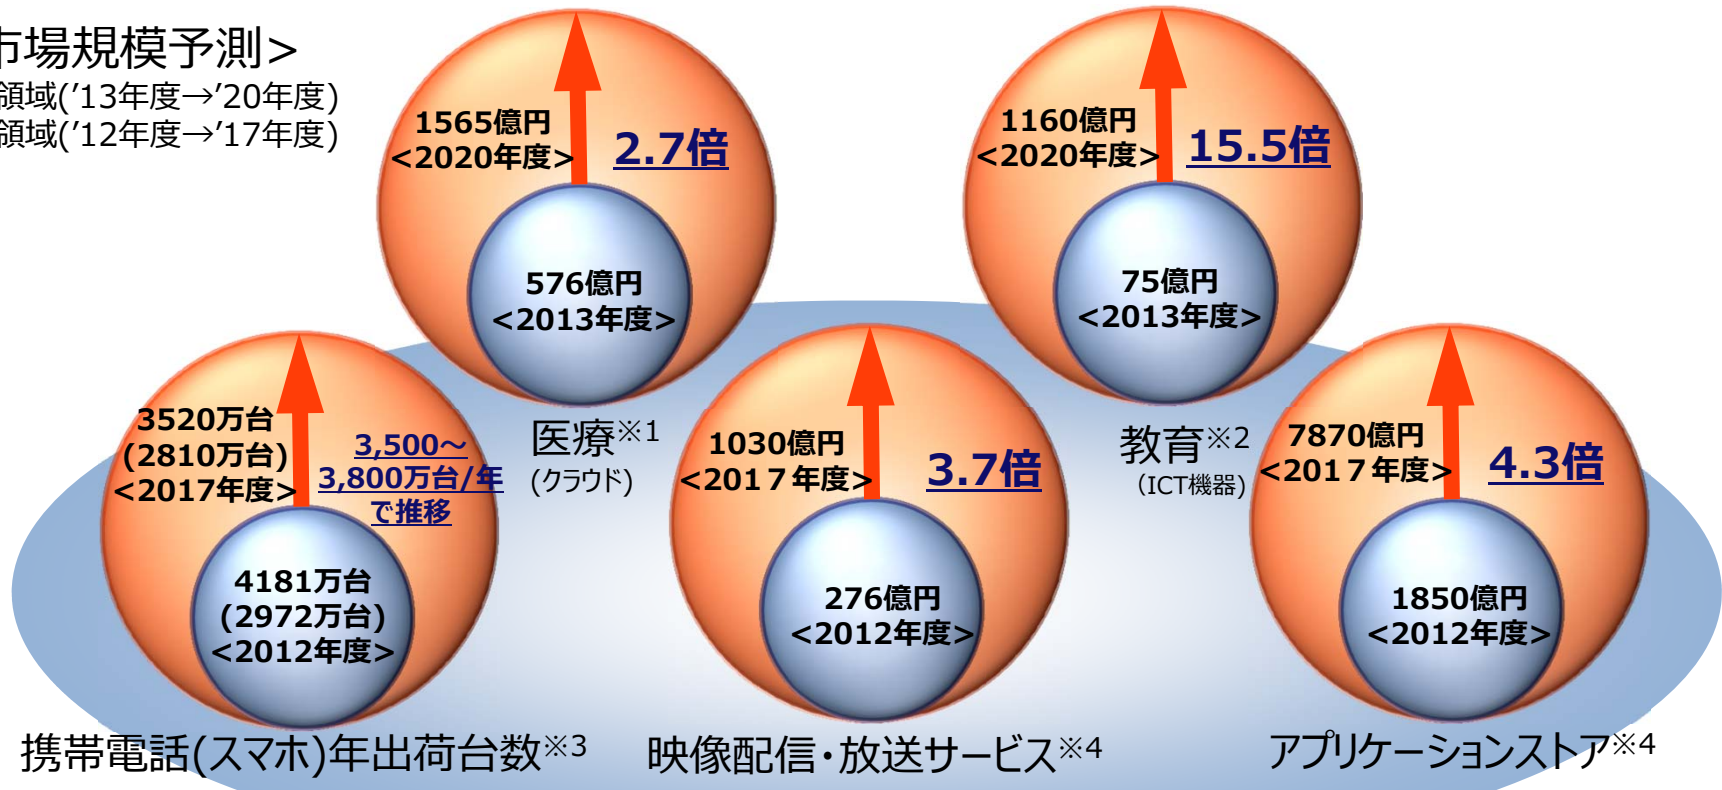 市場規模予測>
領域('13年度→'20年度)
領域('12年度→'17年度)
1565億円
<2020年度>
2.7倍
576億円
<2013年度>
医療※1
(クラウド)
1160億円
<2020年度>
15.5倍
75億円
<2013年度>
教育※2
(ICT機器)
3520万台
(2810万台)
<2017年度>
3,500～
3,800万台/年
で推移
4181万台
(2972万台)
<2012年度>
携帯電話(スマホ)年出荷台数※3
1030億円
<2017年度>
3.7倍
276億円
<2012年度>
映像配信・放送サービス※4
7870億円
<2017年度>
4.3倍
1850億円
<2012年度>
アプリケーションストア※4